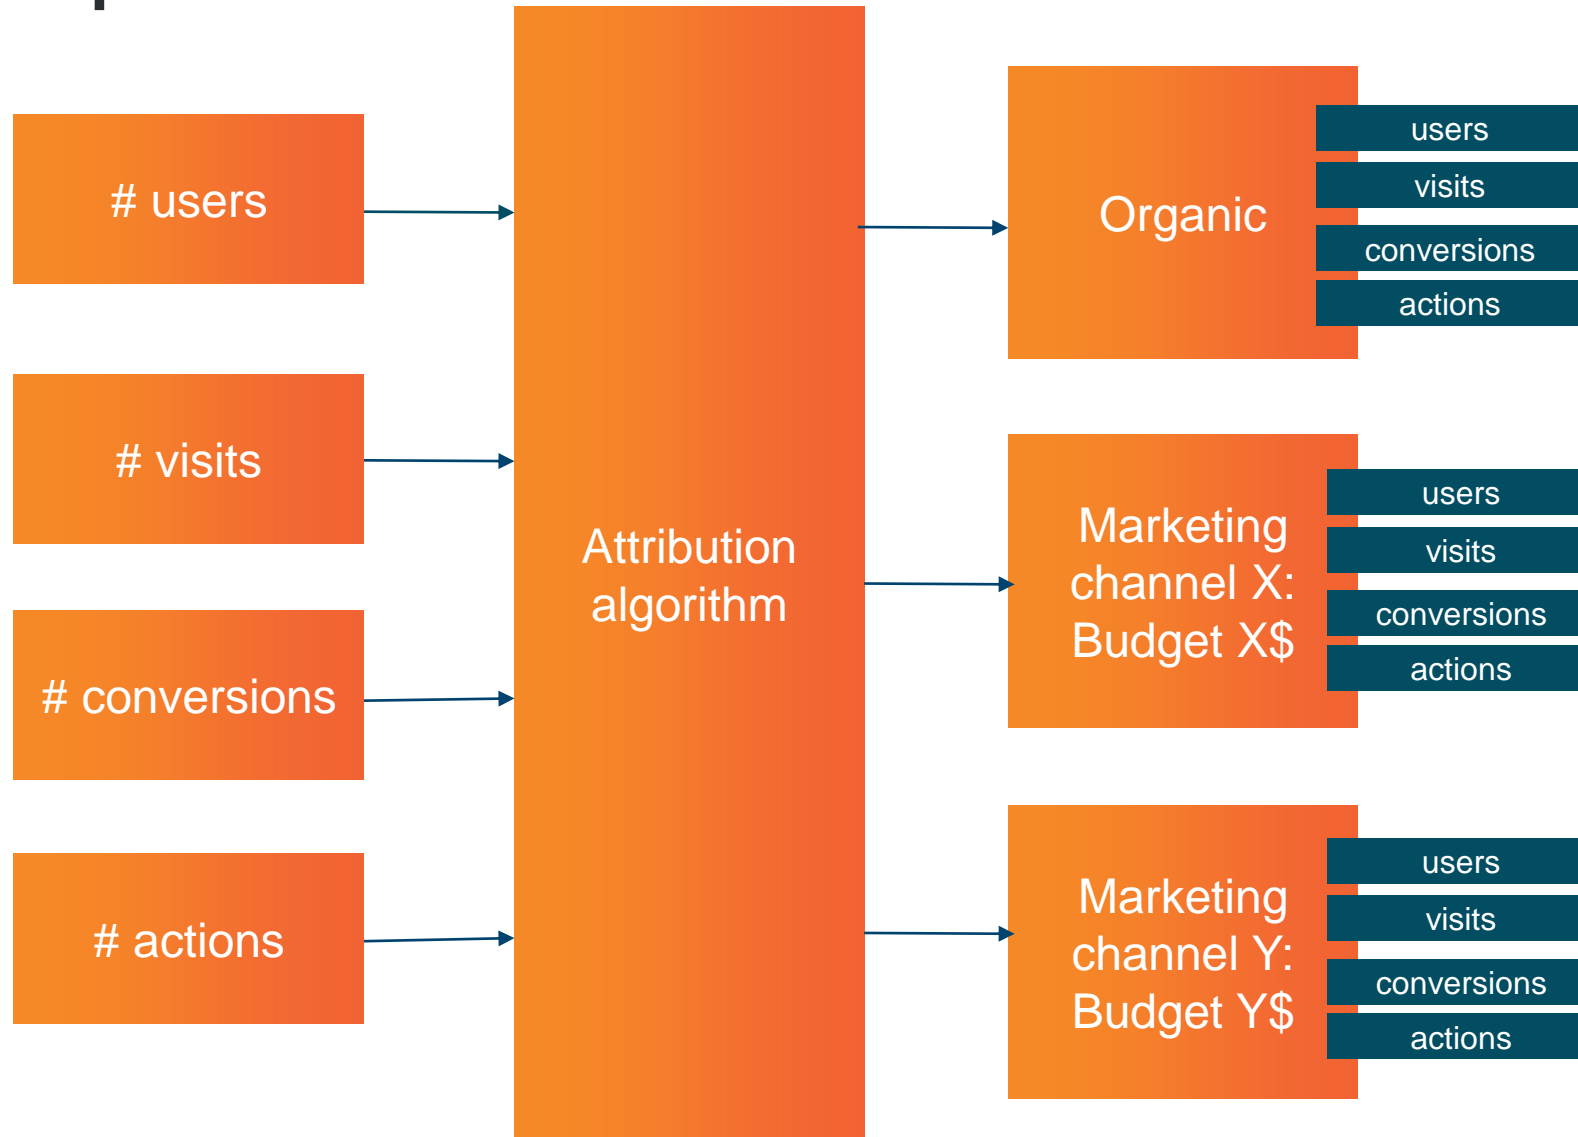 # users
# visits
# conversions
# actions
Attribution
algorithm
Organic
users
visits
conversions
actions
Marketing
channel X:
Budget X$
users
visits
conversions
actions
Marketing
channel Y:
Budget Y$
users
visits
conversions
actions